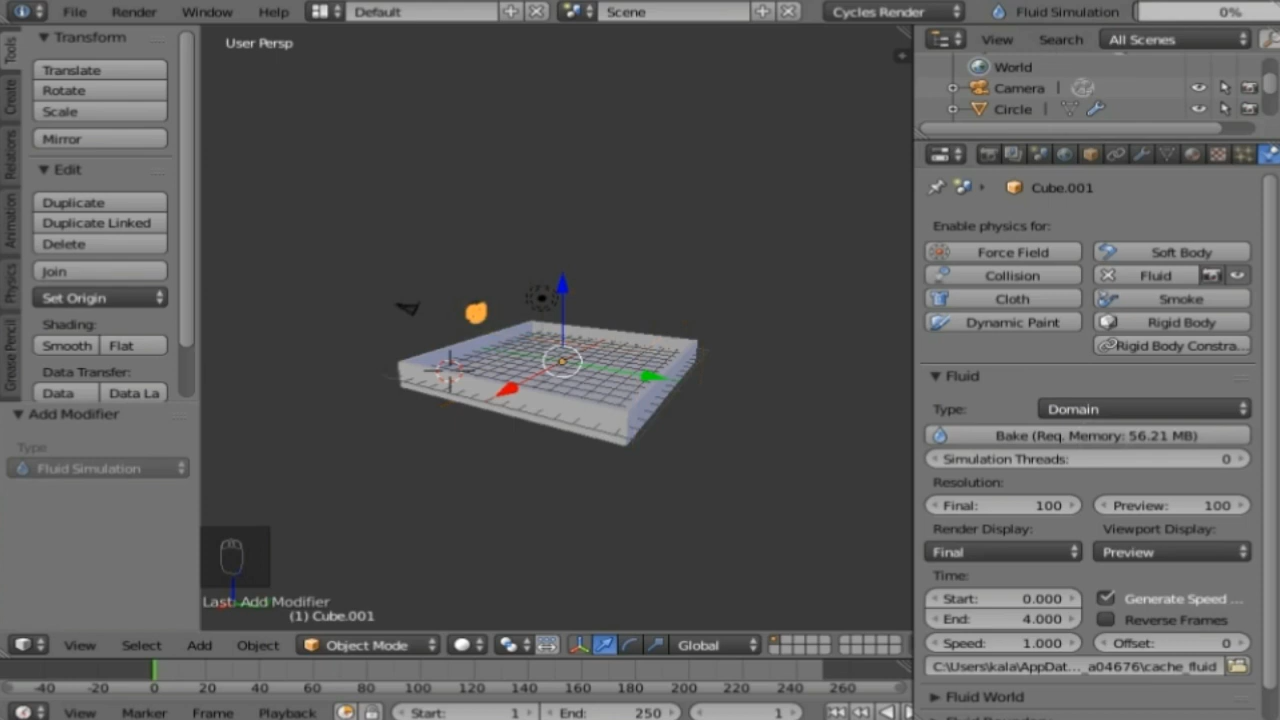 File Render Window Help Default Scene Cycles Render Fluid Simulation 0%
View Search All Scenes
World
Camera
Circle
Tools
Create
Relations
Animation
Physics
Grease Pencil
Transform
Translate
Rotate
Scale
Mirror
Edit
Duplicate
Duplicate Linked
Delete
Join
Set Origin
Shading:
Smooth Flat
Data Transfer:
Data Data La
Add Modifier
Type
Fluid Simulation
User Persp
Last: Add Modifier
(1) Cube.001
Cube.001
Enable physics for:
Force Field Soft Body
Collision Fluid
Cloth Smoke
Dynamic Paint Rigid Body
Rigid Body Constra...
Fluid
Type: Domain
Bake (Req. Memory: 56.21 MB)
Simulation Threads: 0
Resolution:
Final: 100 Preview: 100
Render Display: Viewport Display:
Final Preview
Time:
Start: 0.000 Generate Speed ...
End: 4.000 Reverse Frames
Speed: 1.000 Offset: 0
C:\Users\kala\AppDat... _a04676\cache_fluid
Fluid World
View Select Add Object Object Mode Global
-40 -20 0 20 40 60 80 100 120 140 160 180 200 220 240 260
View Marker Frame Playback Start: 1 End: 250 1